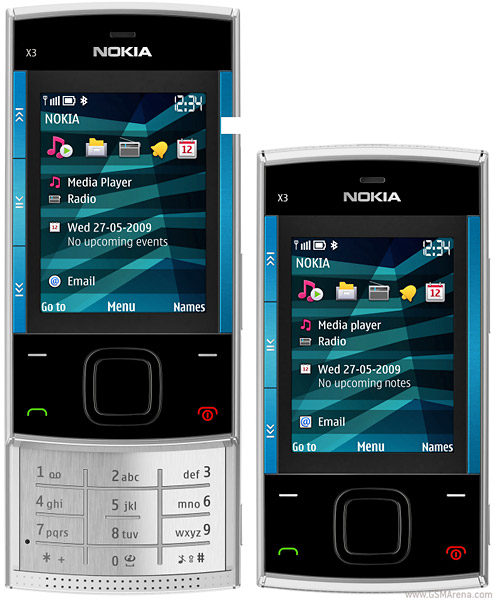 X3
NOKIA
12:34
NOKIA
12
Media Player
Radio
12 Wed 27-05-2009
No upcoming events
@ Email
Go to Menu Names
1 oo 2 abc def 3
4 ghi 5 jkl mno 6
7 pqrs 8 tuv wxyz 9
* + 0 #
X3
NOKIA
12:34
NOKIA
12
Media player
Radio
12 Wed 27-05-2009
No upcoming notes
@ Email
Go to Menu Names
www.GSMArena.com